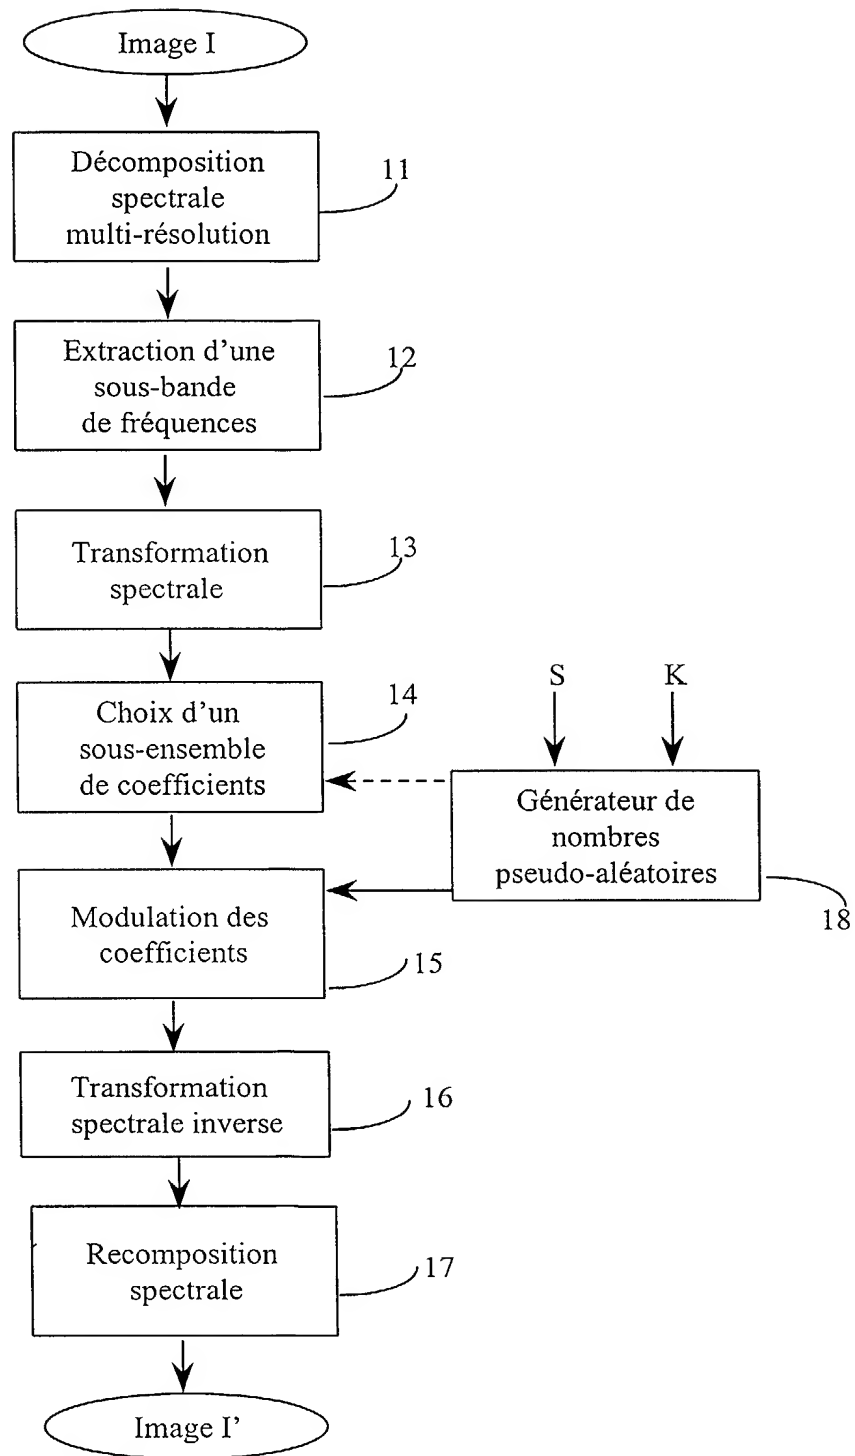 Image I
Décomposition
spectrale
multi-résolution
11
Extraction d'une
sous-bande
de fréquences
12
Transformation
spectrale
13
Choix d'un
sous-ensemble
de coefficients
14
S
K
Générateur de
nombres
pseudo-aléatoires
18
Modulation des
coefficients
15
Transformation
spectrale inverse
16
Recomposition
spectrale
17
Image I'